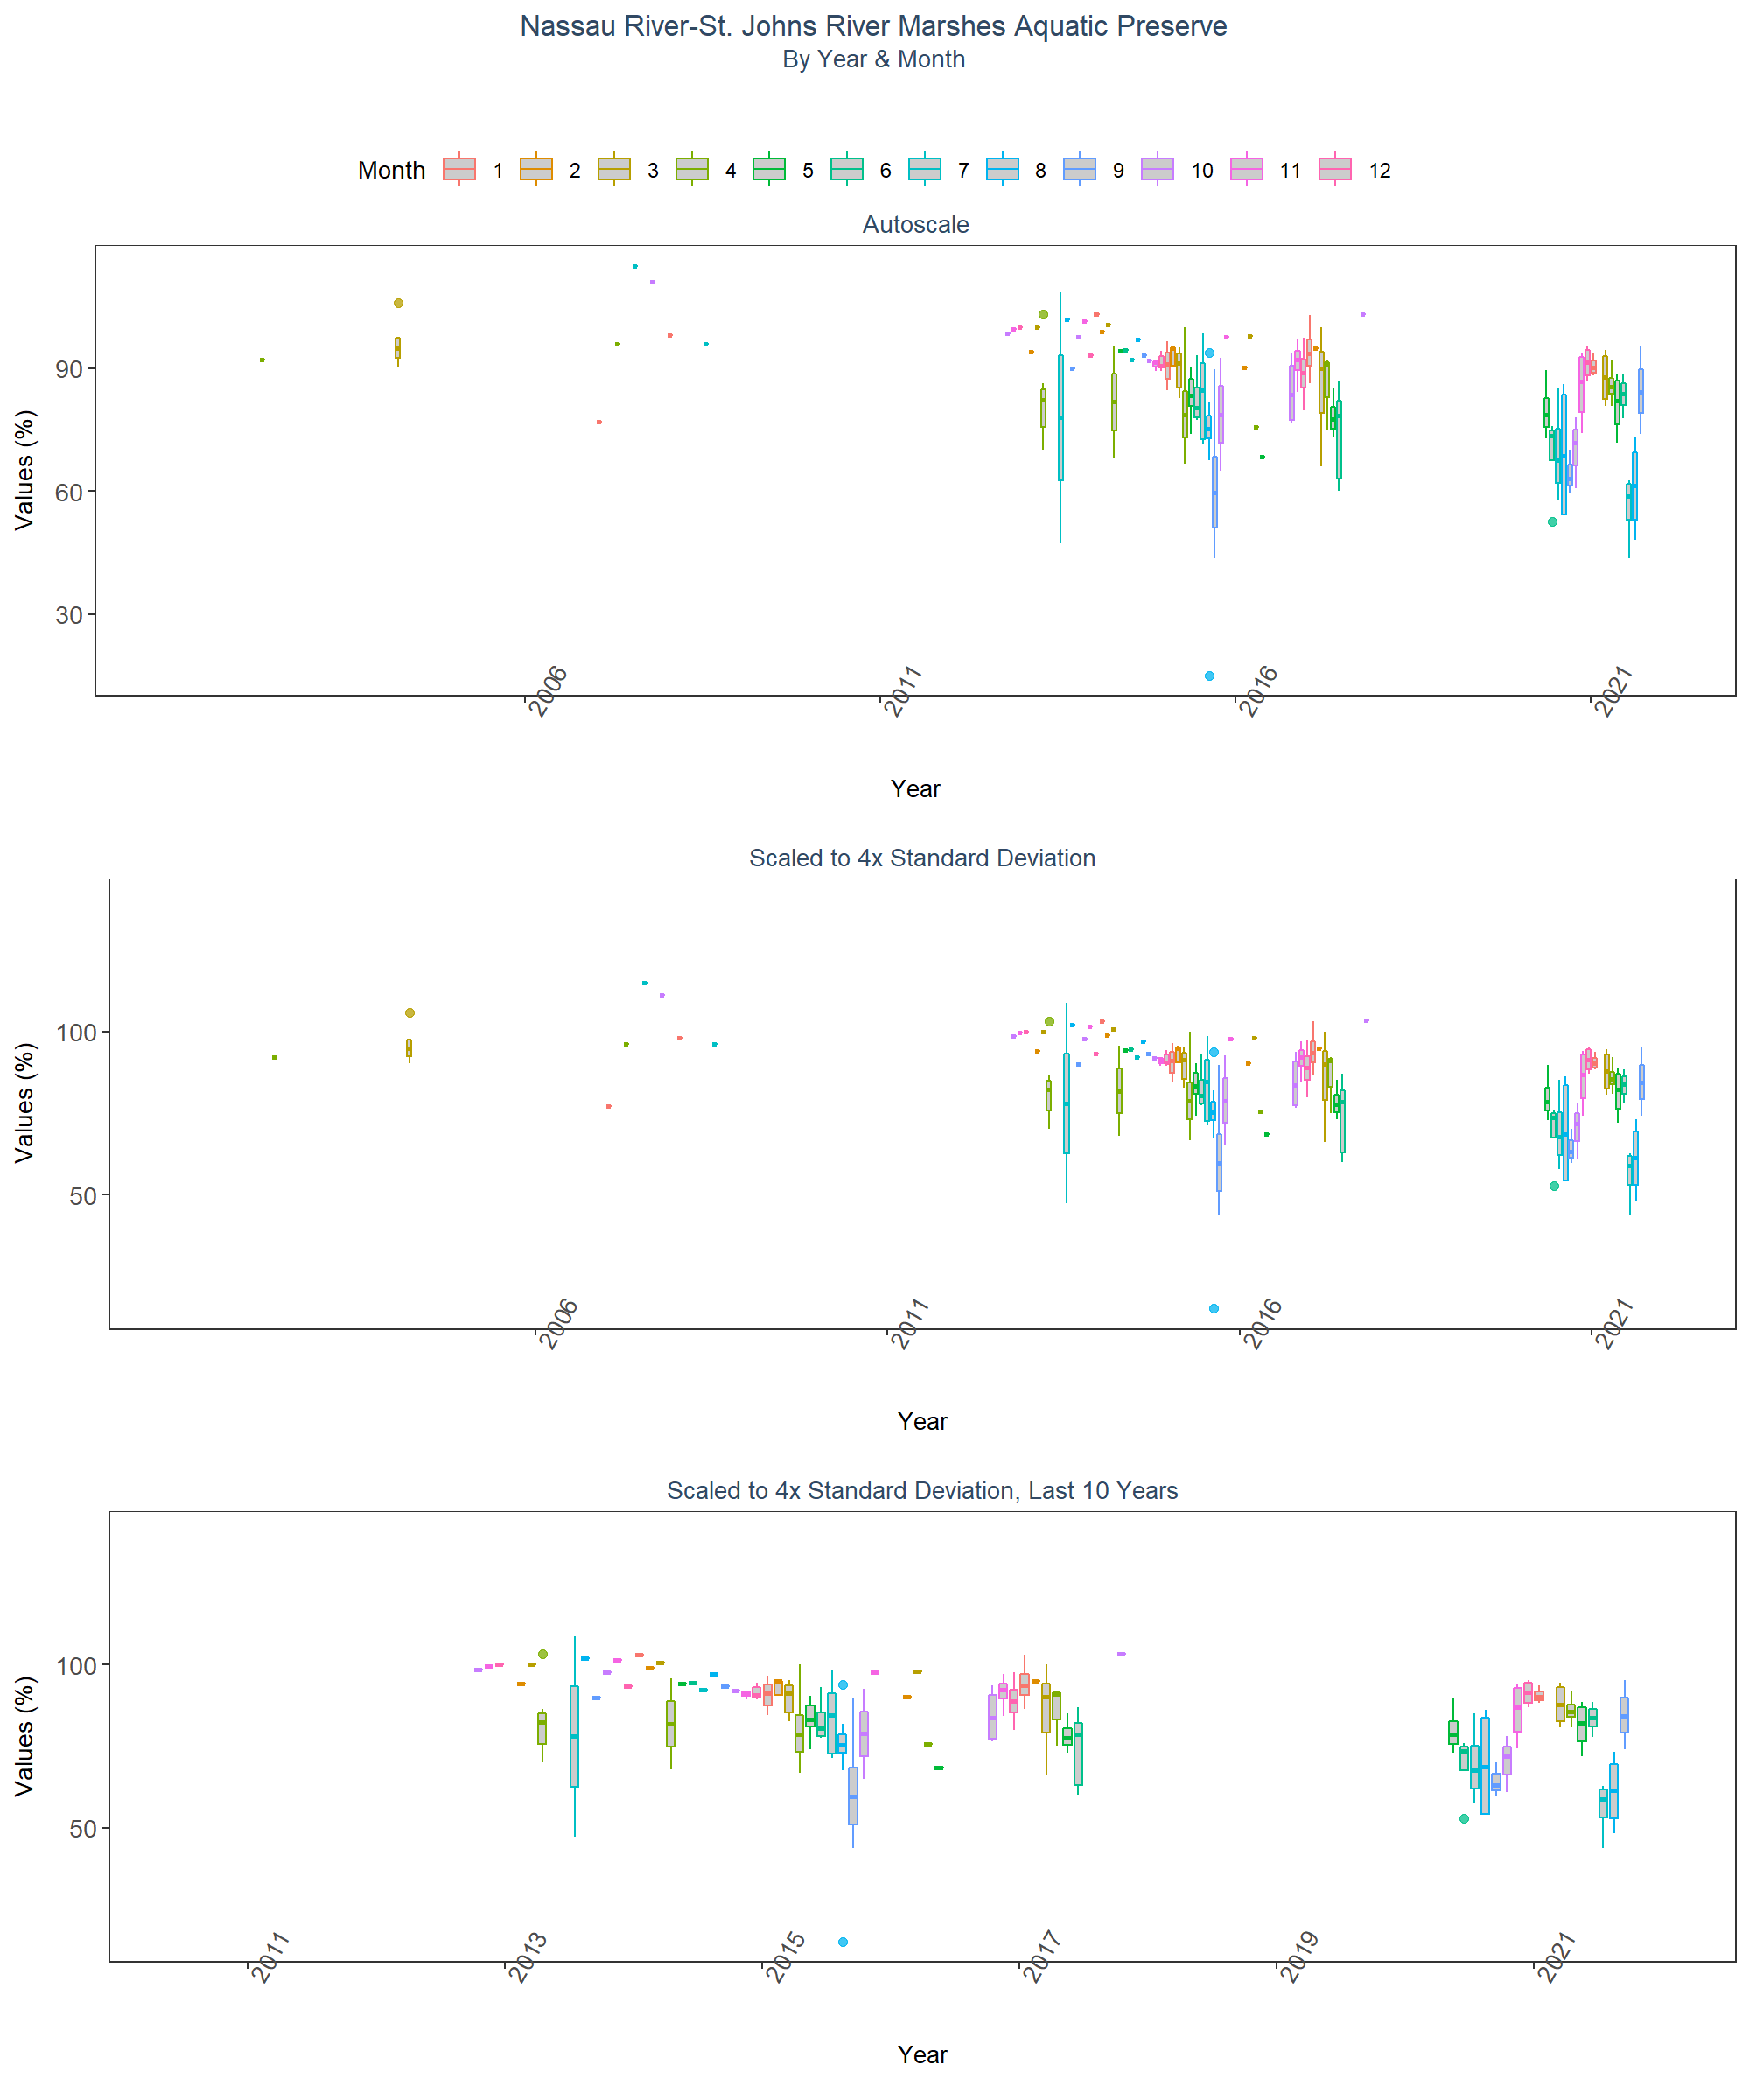 Nassau River-St. Johns River Marshes Aquatic Preserve
By Year & Month
Month 1 2 3 4 5 6 7 8 9 10 11 12
Autoscale
Values (%)
90
60
30
2006 2011 2016 2021
Year
Scaled to 4x Standard Deviation
Values (%)
100
50
2006 2011 2016 2021
Year
Scaled to 4x Standard Deviation, Last 10 Years
Values (%)
100
50
2011 2013 2015 2017 2019 2021
Year